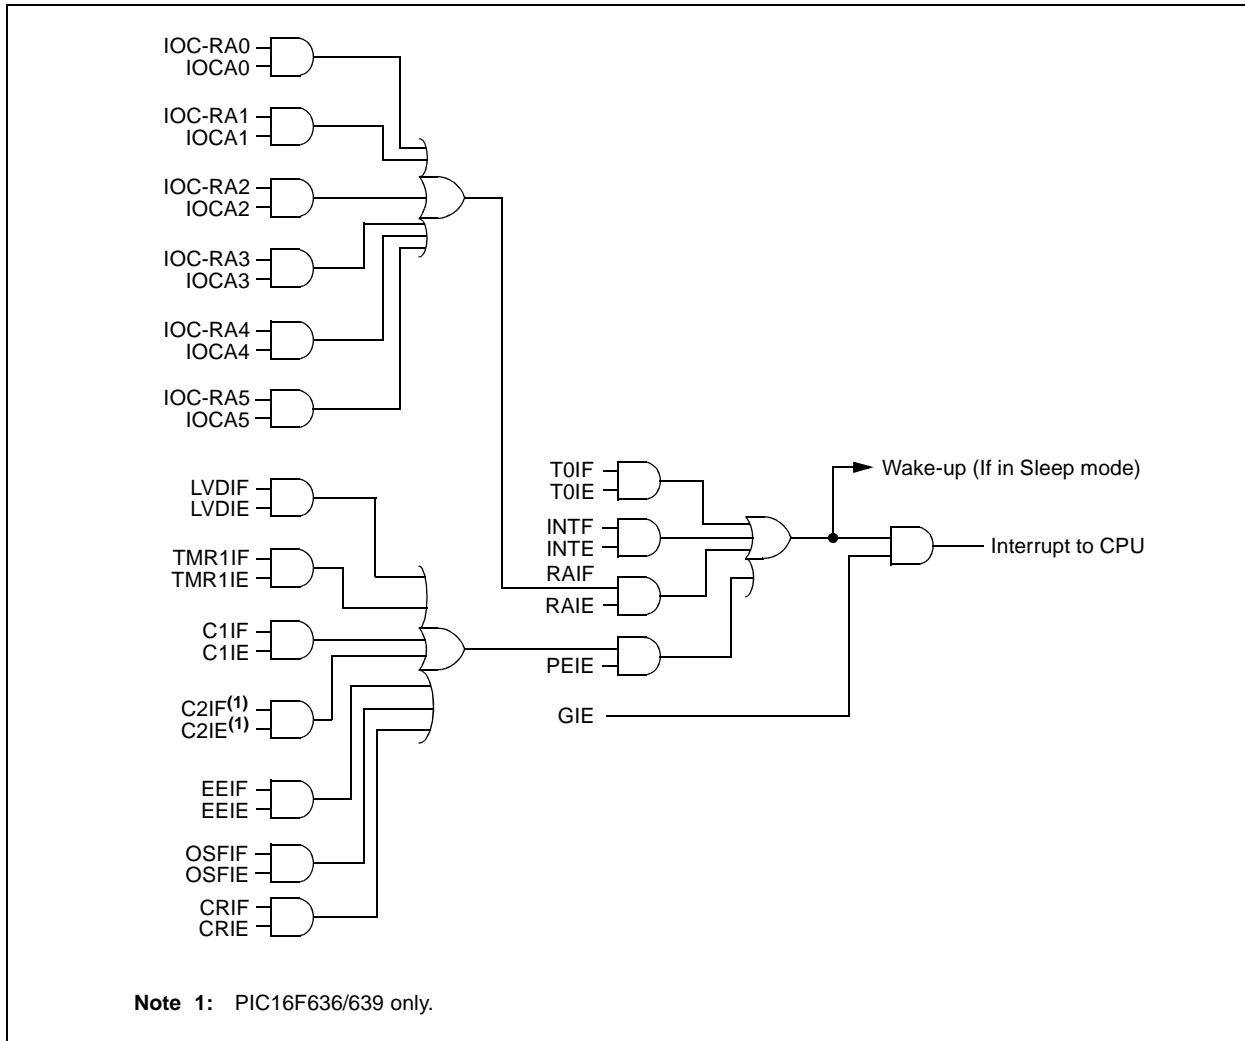 IOC-RA0
IOCA0
IOC-RA1
IOCA1
IOC-RA2
IOCA2
IOC-RA3
IOCA3
IOC-RA4
IOCA4
IOC-RA5
IOCA5
LVDIF
LVDIE
TMR1IF
TMR1IE
C1IF
C1IE
C2IF(1)
C2IE(1)
EEIF
EEIE
OSFIF
OSFIE
CRIF
CRIE
T0IF
T0IE
INTF
INTE
RAIF
RAIE
PEIE
GIE
Wake-up (If in Sleep mode)
Interrupt to CPU
Note 1: PIC16F636/639 only.